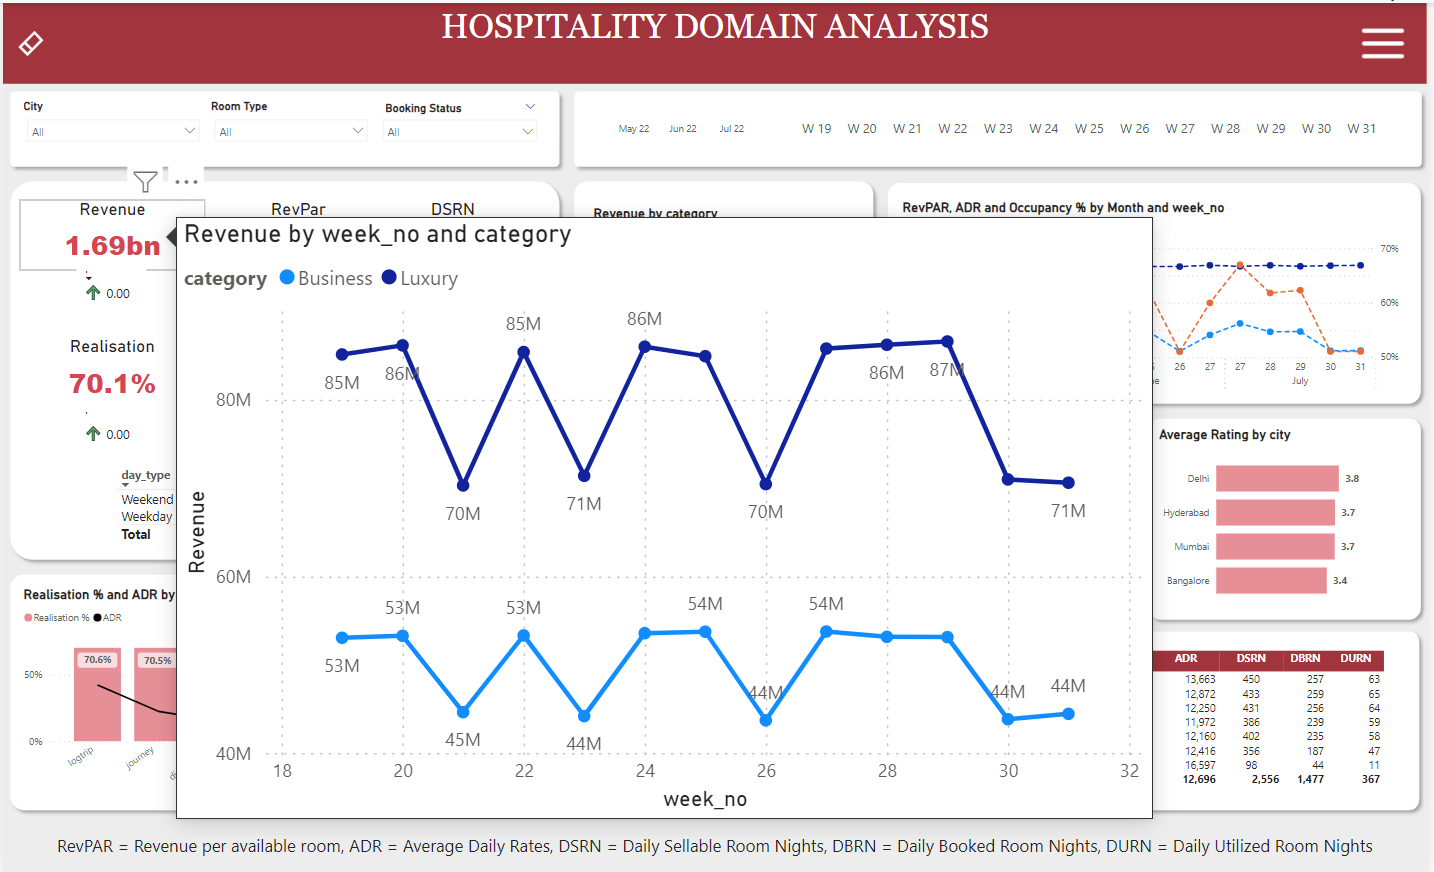 HOSPITALITY DOMAIN ANALYSIS
City
Room Type
Booking Status
All
All
All
May 22 Jun 22 Jul 22
W 19 W 20 W 21 W 22 W 23 W 24 W 25 W 26 W 27 W 28 W 29 W 30 W 31
Revenue
RevPar
DSRN
1.69bn
0.00
Realisation
70.1%
0.00
day_type
Weekend
Weekday
Total
Revenue by category
RevPAR, ADR and Occupancy % by Month and week_no
70%
60%
50%
26 27 27 28 29 30 31
July
Revenue by week_no and category
category Business Luxury
85M
86M
85M
86M
86M
87M
70M
71M
70M
71M
53M
53M
53M
54M
54M
45M
44M
44M
44M
44M
80M
60M
40M
Revenue
18 20 22 24 26 28 30 32
week_no
Average Rating by city
Delhi 3.8
Hyderabad 3.7
Mumbai 3.7
Bangalore 3.4
Realisation % and ADR by
Realisation % ADR
70.6%
70.5%
50%
0%
logtrip
journey
ADR DSRN DBRN DURN
13,663 450 257 63
12,872 433 259 65
12,250 431 256 64
11,972 386 239 59
12,160 402 235 58
12,416 356 187 47
16,597 98 44 11
12,696 2,556 1,477 367
RevPAR = Revenue per available room, ADR = Average Daily Rates, DSRN = Daily Sellable Room Nights, DBRN = Daily Booked Room Nights, DURN = Daily Utilized Room Nights